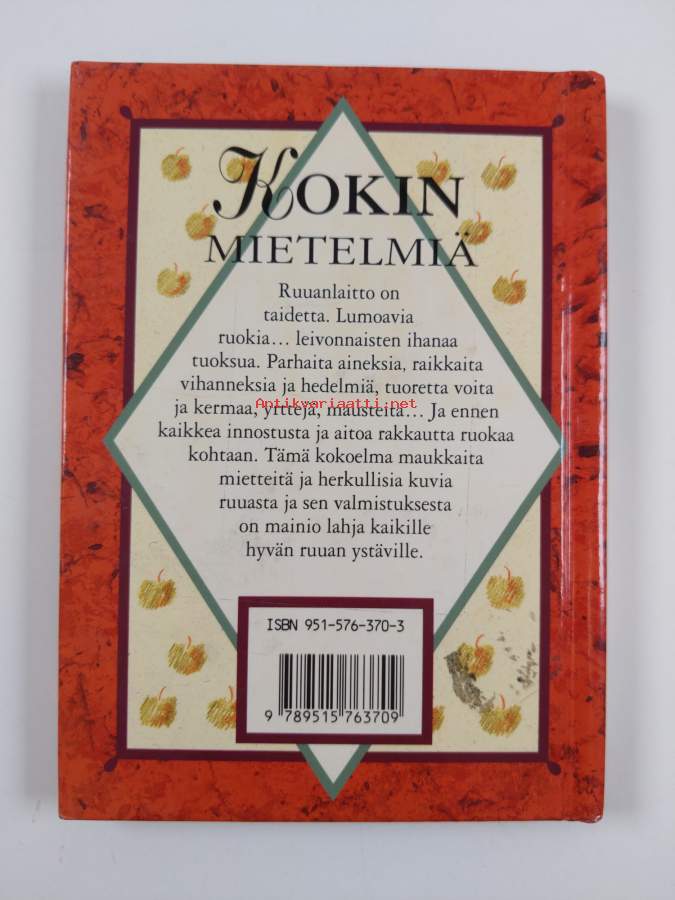 KOKIN
MIETELMIÄ
Ruuanlaitto on
taidetta. Lumoavia
ruokia... leivonnaisten ihanaa
tuoksua. Parhaita aineksia, raikkaita
vihanneksia ja hedelmiä, tuoretta voita
ja kermaa, yrttejä, mausteita... Ja ennen
Antikvariaatti.net
kaikkea innostusta ja aitoa rakkautta ruokaa
kohtaan. Tämä kokoelma maukkaita
mietteitä ja herkullisia kuvia
ruuasta ja sen valmistuksesta
on mainio lahja kaikille
hyvän ruuan ystäville.
ISBN 951-576-370-3
9 789515 763709